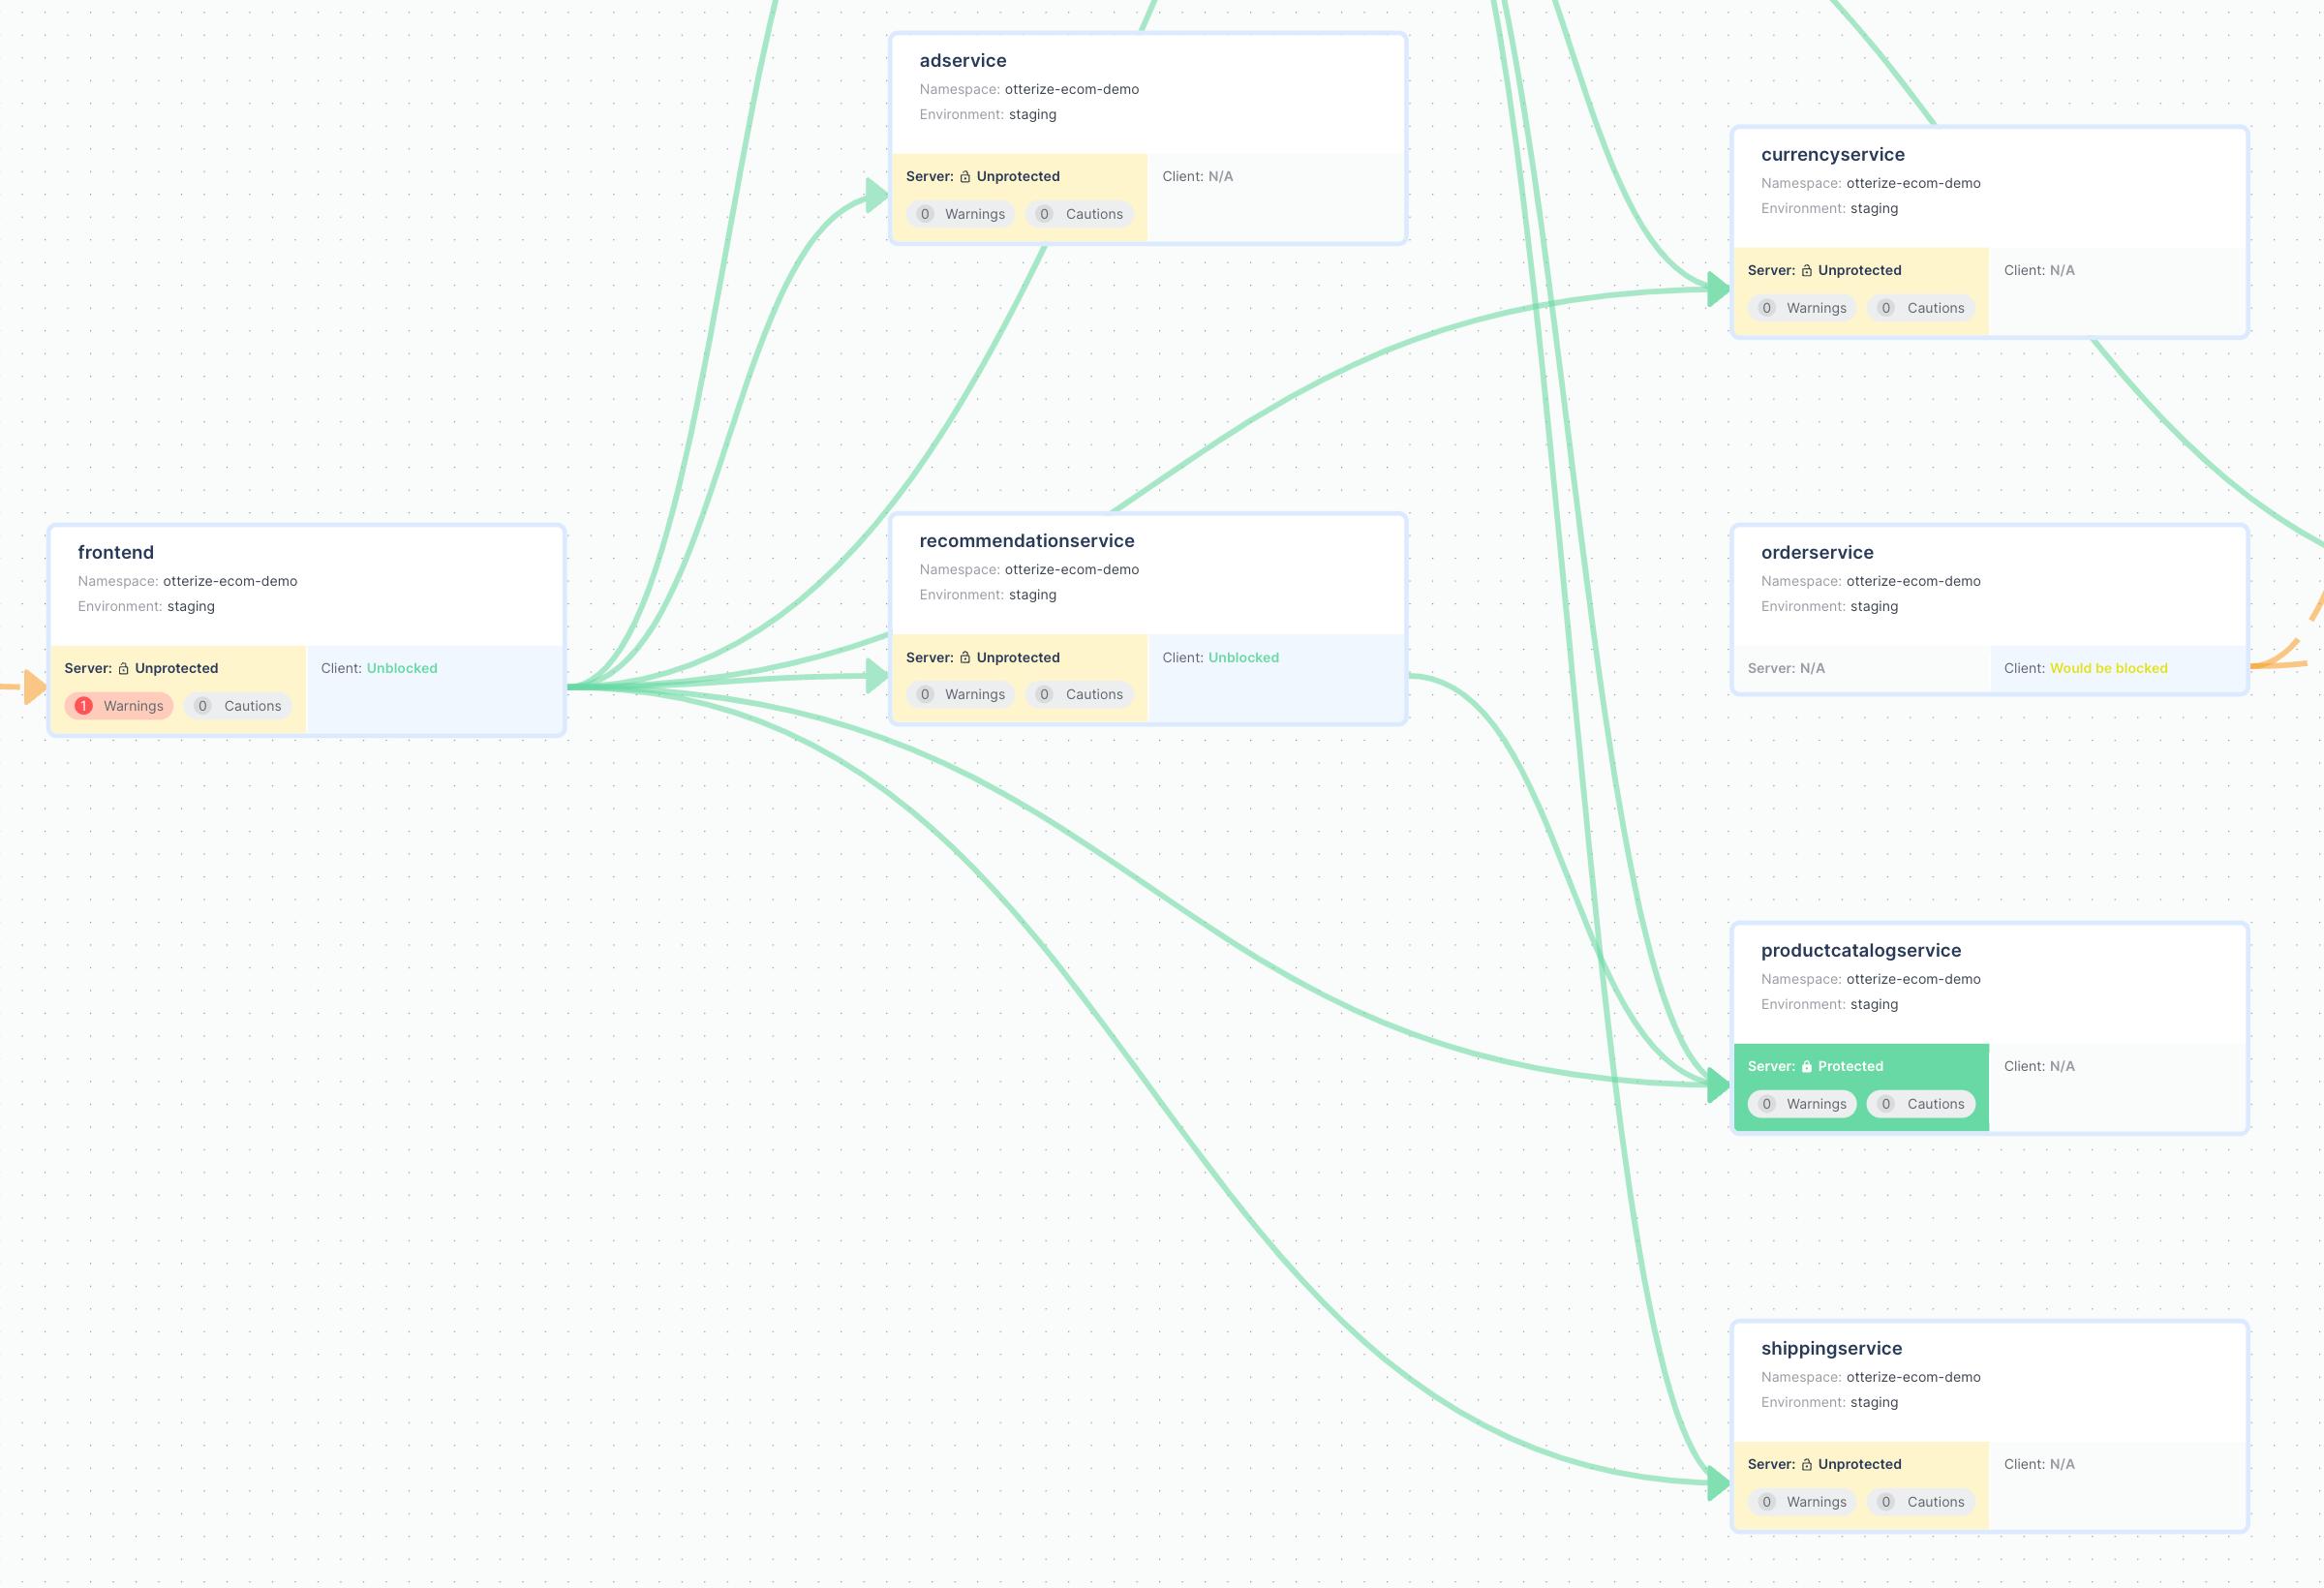 adservice
Namespace: otterize-ecom-demo
Environment: staging
Server: Unprotected
Client: N/A
0 Warnings
0 Cautions
currencyservice
Namespace: otterize-ecom-demo
Environment: staging
Server: Unprotected
Client: N/A
0 Warnings
0 Cautions
frontend
Namespace: otterize-ecom-demo
Environment: staging
Server: Unprotected
Client: Unblocked
1 Warnings
0 Cautions
recommendationservice
Namespace: otterize-ecom-demo
Environment: staging
Server: Unprotected
Client: Unblocked
0 Warnings
0 Cautions
orderservice
Namespace: otterize-ecom-demo
Environment: staging
Server: N/A
Client: Would be blocked
productcatalogservice
Namespace: otterize-ecom-demo
Environment: staging
Server: Protected
Client: N/A
0 Warnings
0 Cautions
shippingservice
Namespace: otterize-ecom-demo
Environment: staging
Server: Unprotected
Client: N/A
0 Warnings
0 Cautions